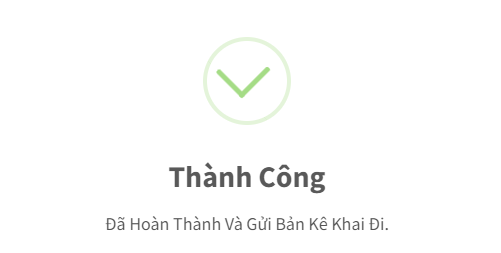 Thành Công
Đã Hoàn Thành Và Gửi Bản Kê Khai Đi.